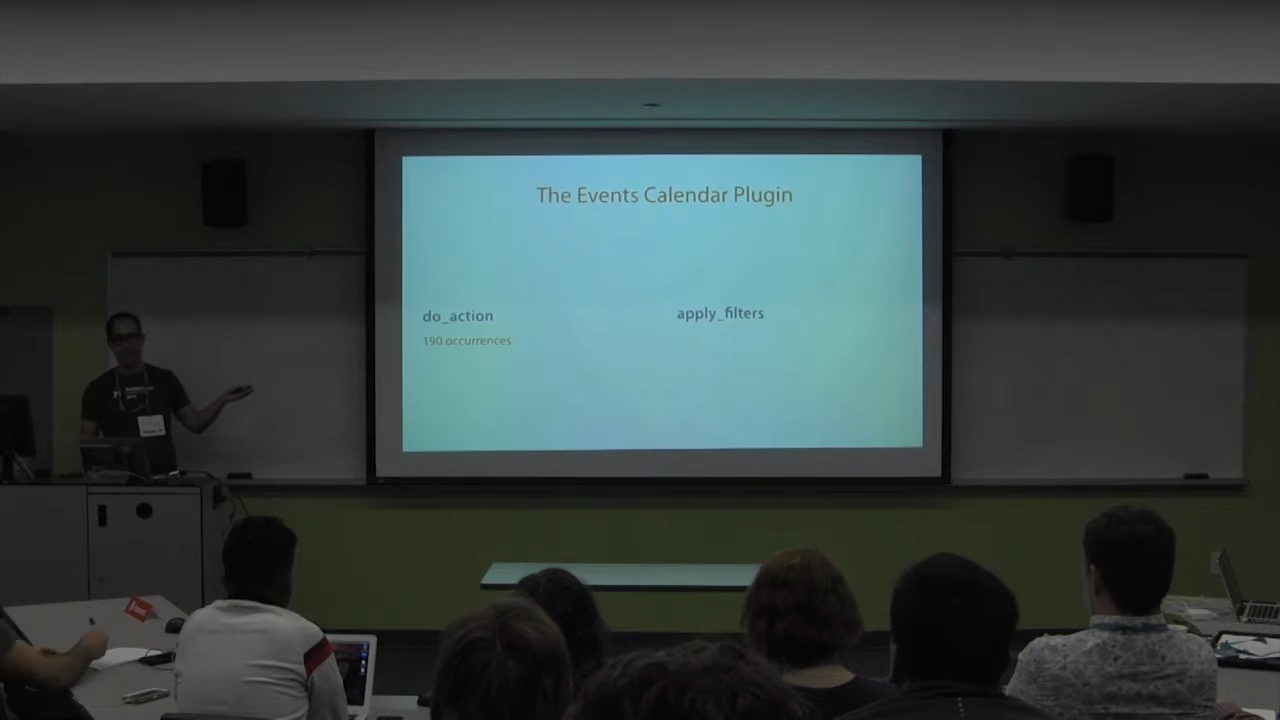 The Events Calendar Plugin
do_action
apply_filters
190 occurrences